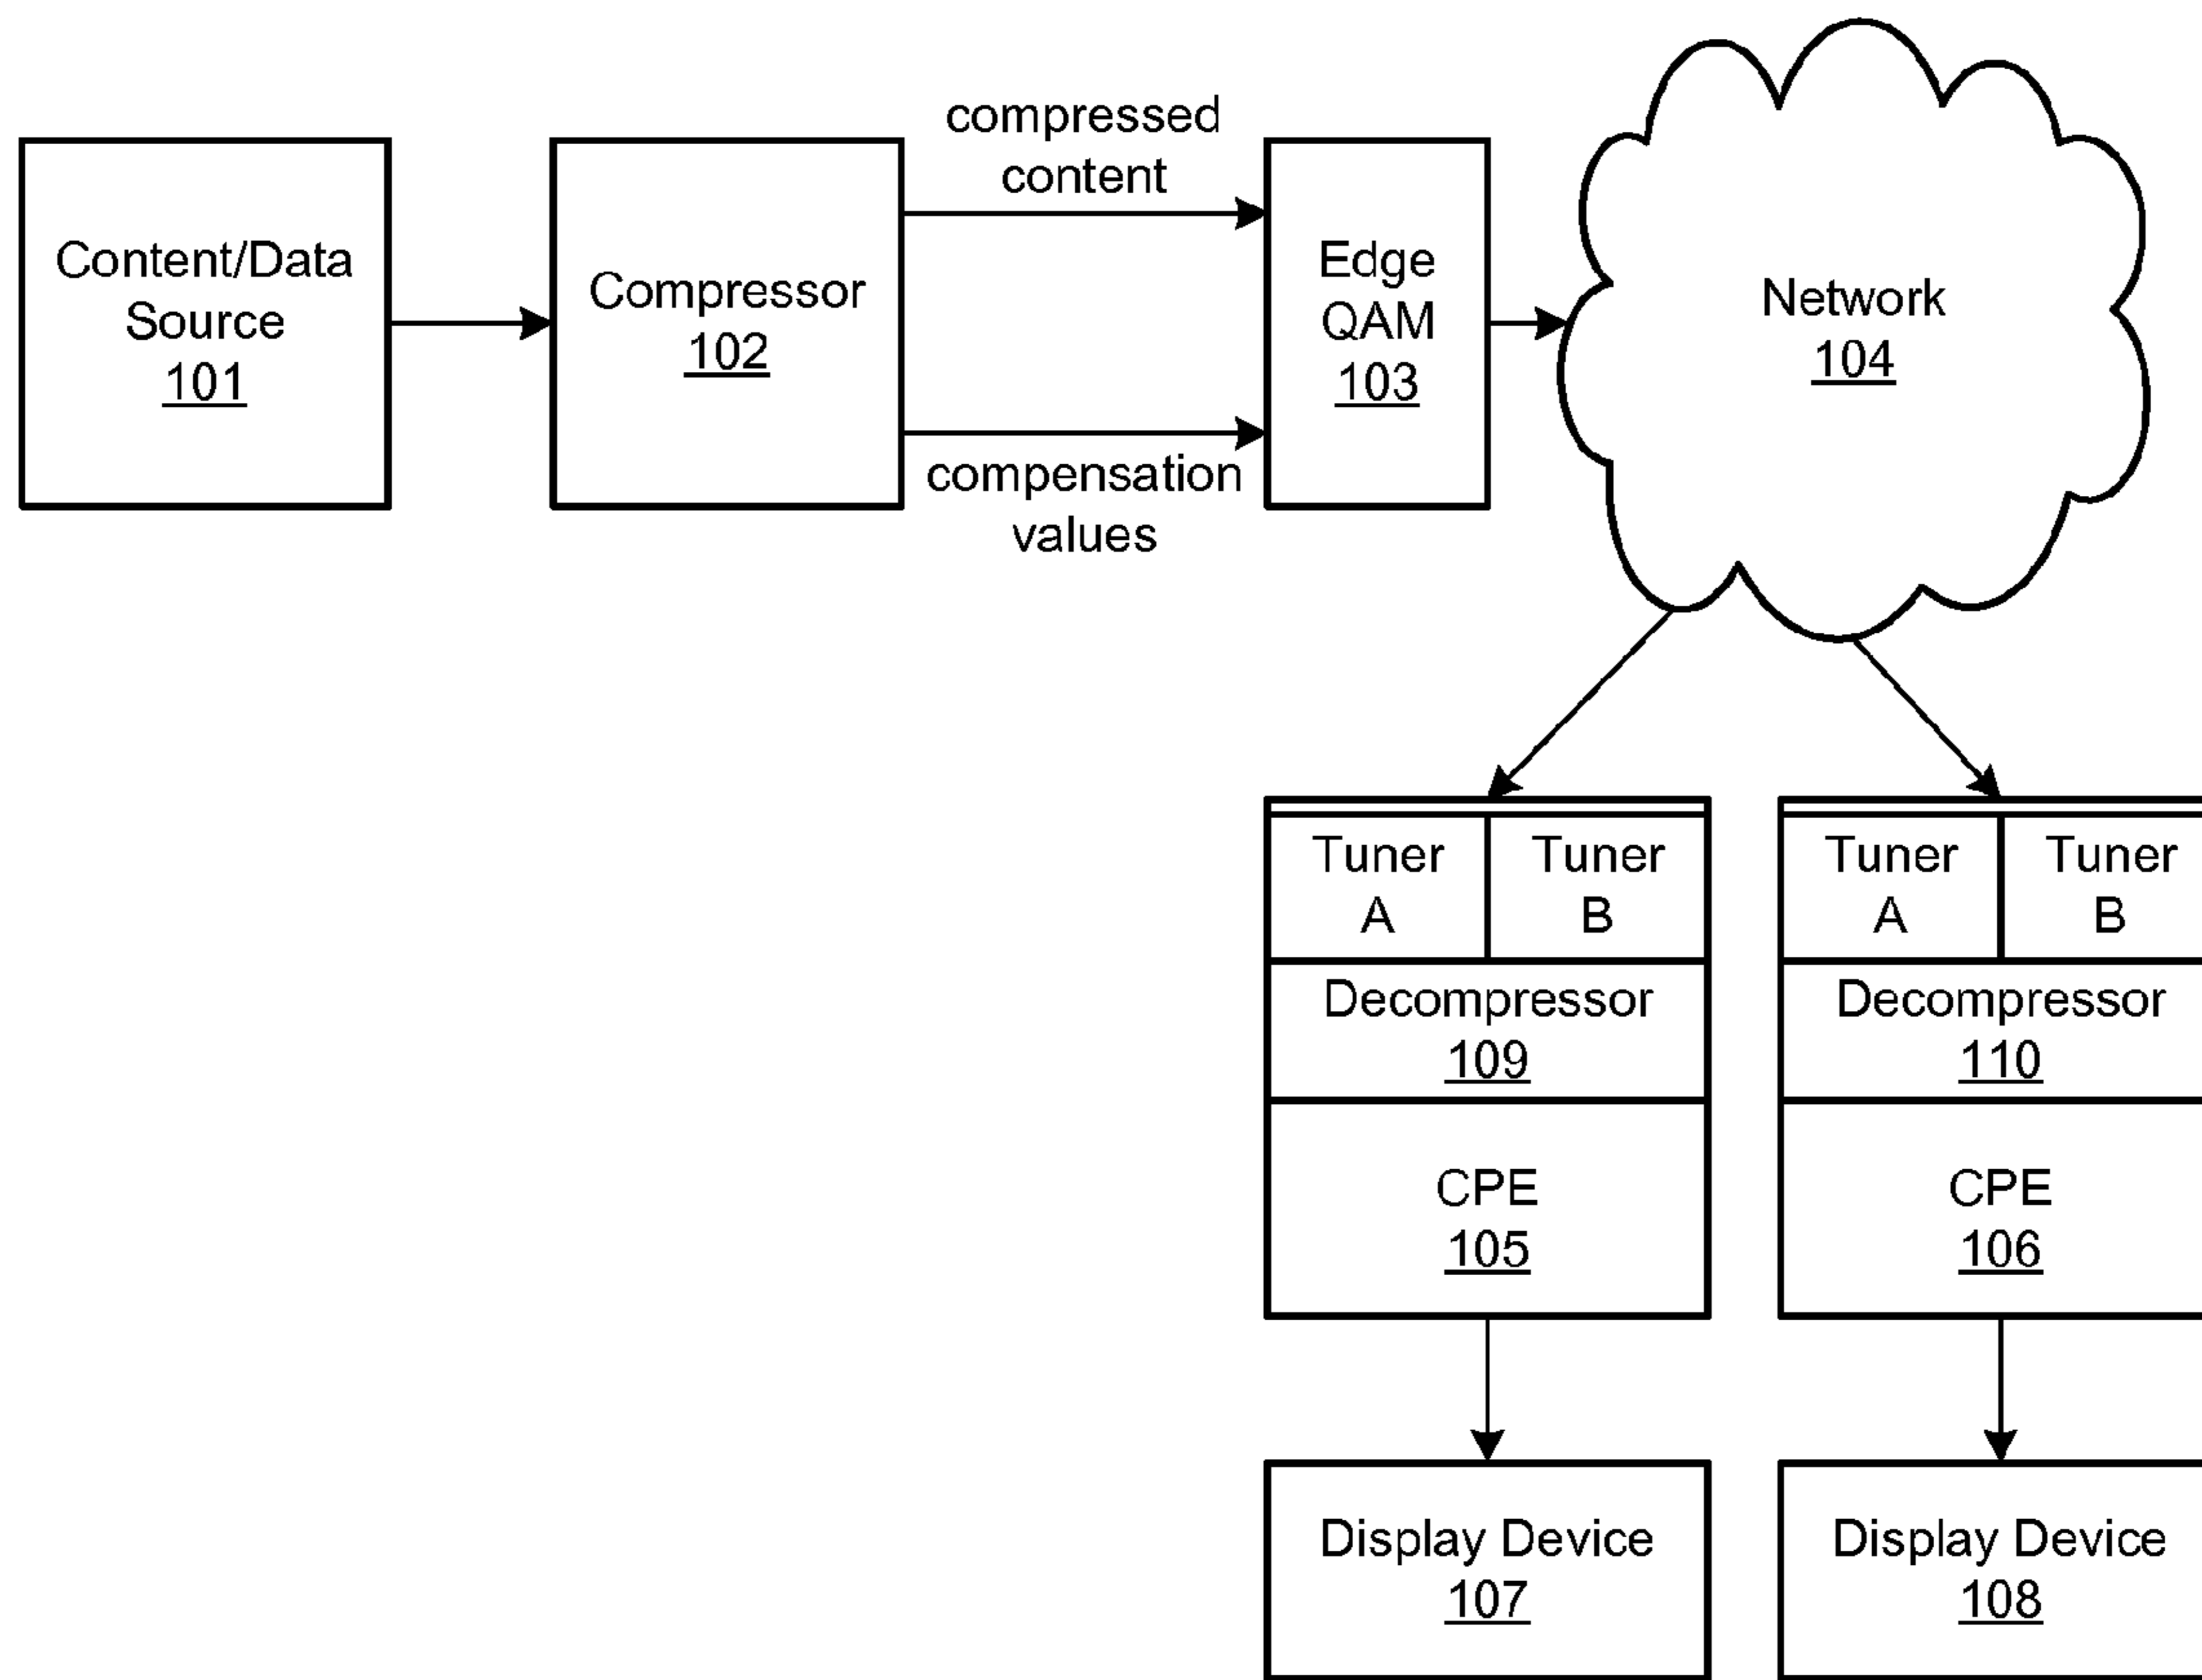 Content/Data
Source
101
Compressor
102
compressed
content
compensation
values
Edge
QAM
103
Network
104
Tuner
A
Tuner
B
Decompressor
109
CPE
105
Tuner
A
Tuner
B
Decompressor
110
CPE
106
Display Device
107
Display Device
108